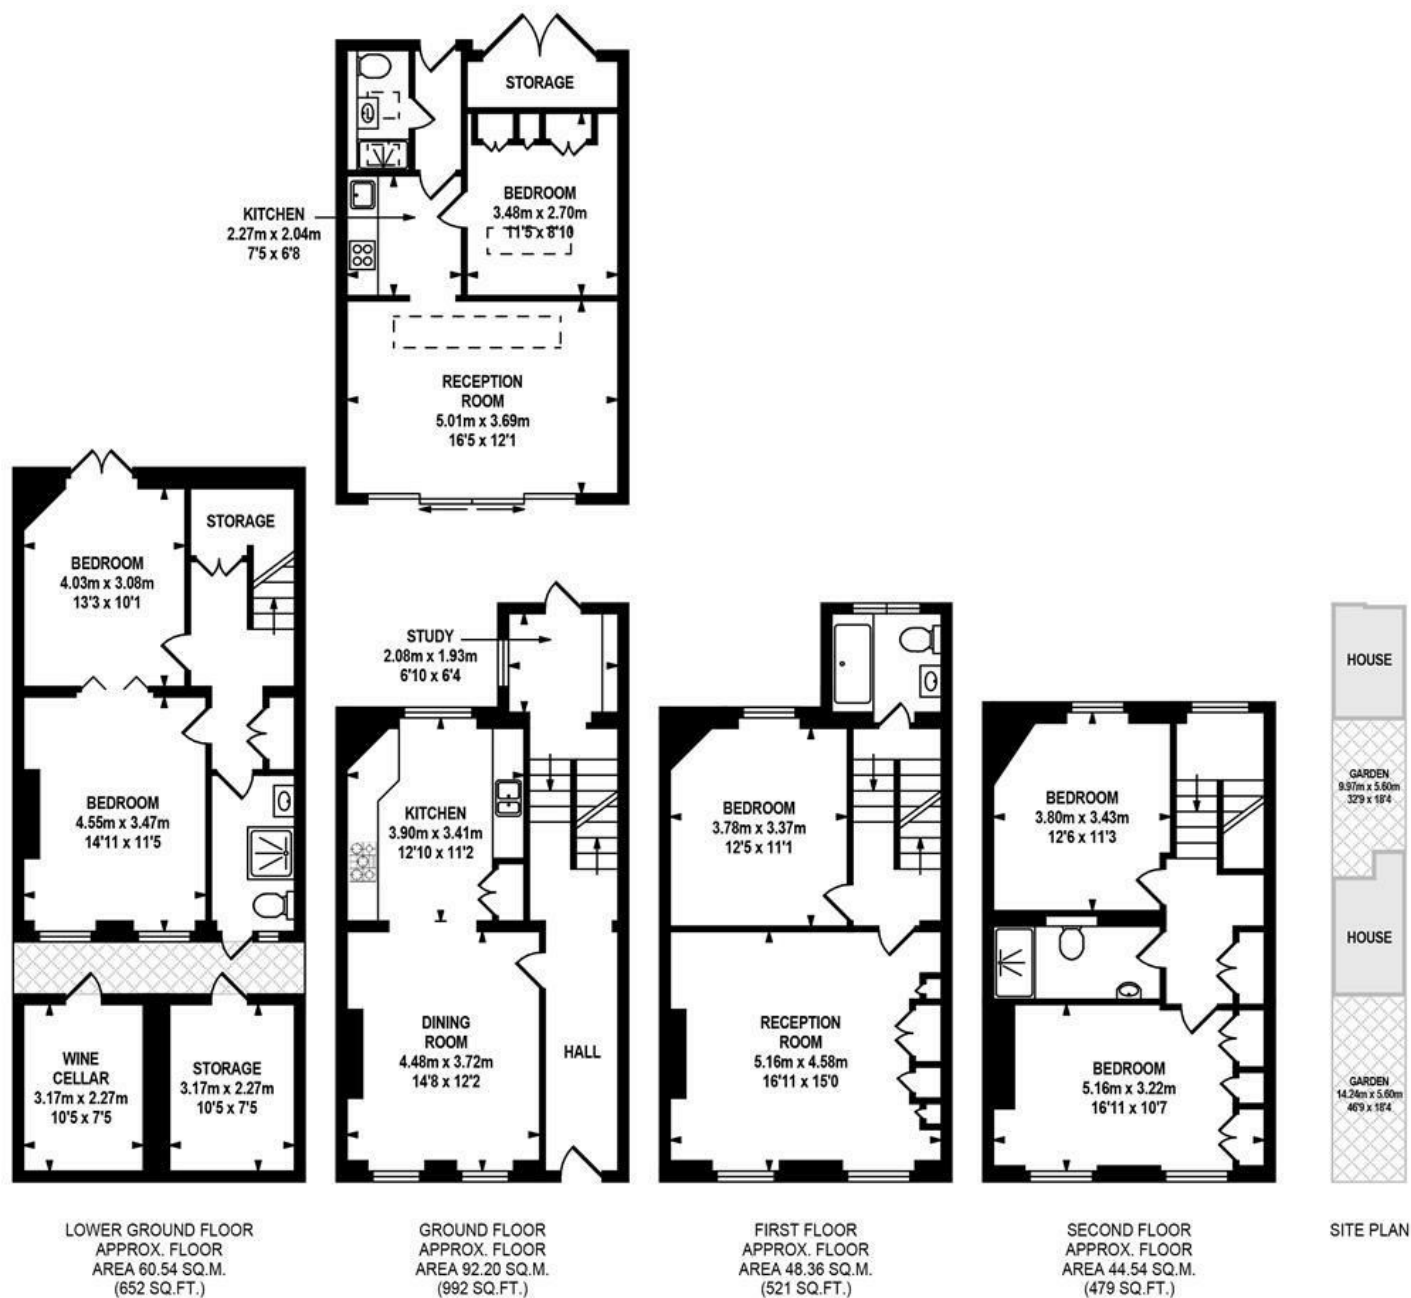 STORAGE
BEDROOM
3.48m x 2.70m
11'5 x 8'10
KITCHEN
2.27m x 2.04m
7'5 x 6'8
RECEPTION
ROOM
5.01m x 3.69m
16'5 x 12'1
STORAGE
BEDROOM
4.03m x 3.08m
13'3 x 10'1
BEDROOM
4.55m x 3.47m
14'11 x 11'5
WINE
CELLAR
3.17m x 2.27m
10'5 x 7'5
STORAGE
3.17m x 2.27m
10'5 x 7'5
STUDY
2.08m x 1.93m
6'10 x 6'4
KITCHEN
3.90m x 3.41m
12'10 x 11'2
DINING
ROOM
4.48m x 3.72m
14'8 x 12'2
HALL
BEDROOM
3.78m x 3.37m
12'5 x 11'1
RECEPTION
ROOM
5.16m x 4.58m
16'11 x 15'0
BEDROOM
3.80m x 3.43m
12'6 x 11'3
BEDROOM
5.16m x 3.22m
16'11 x 10'7
HOUSE
GARDEN
9.97m x 5.60m
32'9 x 18'4
HOUSE
GARDEN
14.24m x 5.60m
46'9 x 18'4
LOWER GROUND FLOOR
APPROX. FLOOR
AREA 60.54 SQ.M.
(652 SQ.FT.)
GROUND FLOOR
APPROX. FLOOR
AREA 92.20 SQ.M.
(992 SQ.FT.)
FIRST FLOOR
APPROX. FLOOR
AREA 48.36 SQ.M.
(521 SQ.FT.)
SECOND FLOOR
APPROX. FLOOR
AREA 44.54 SQ.M.
(479 SQ.FT.)
SITE PLAN